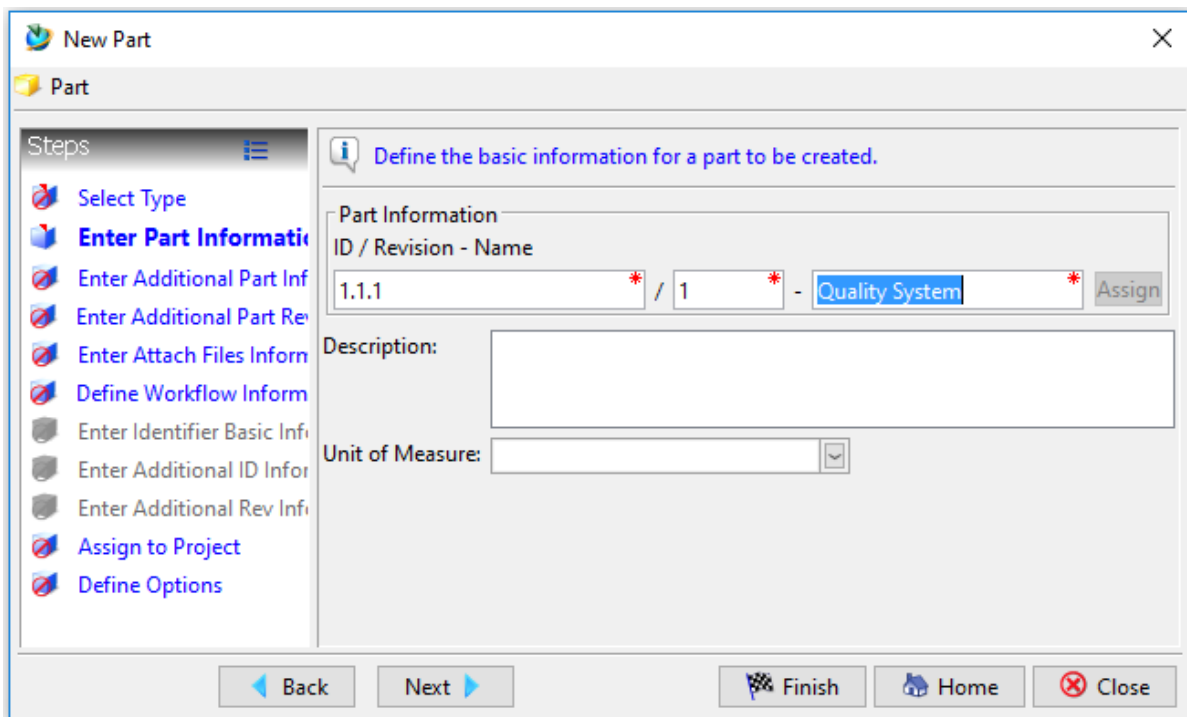 New Part
Part
Steps
Select Type
Enter Part Informatio
Enter Additional Part Inf
Enter Additional Part Rev
Enter Attach Files Inform
Define Workflow Inform
Enter Identifier Basic Info
Enter Additional ID Infor
Enter Additional Rev Info
Assign to Project
Define Options
Define the basic information for a part to be created.
Part Information
ID / Revision - Name
1.1.1 * / 1 * - Quality System * Assign
Description:
Unit of Measure:
Back Next Finish Home Close